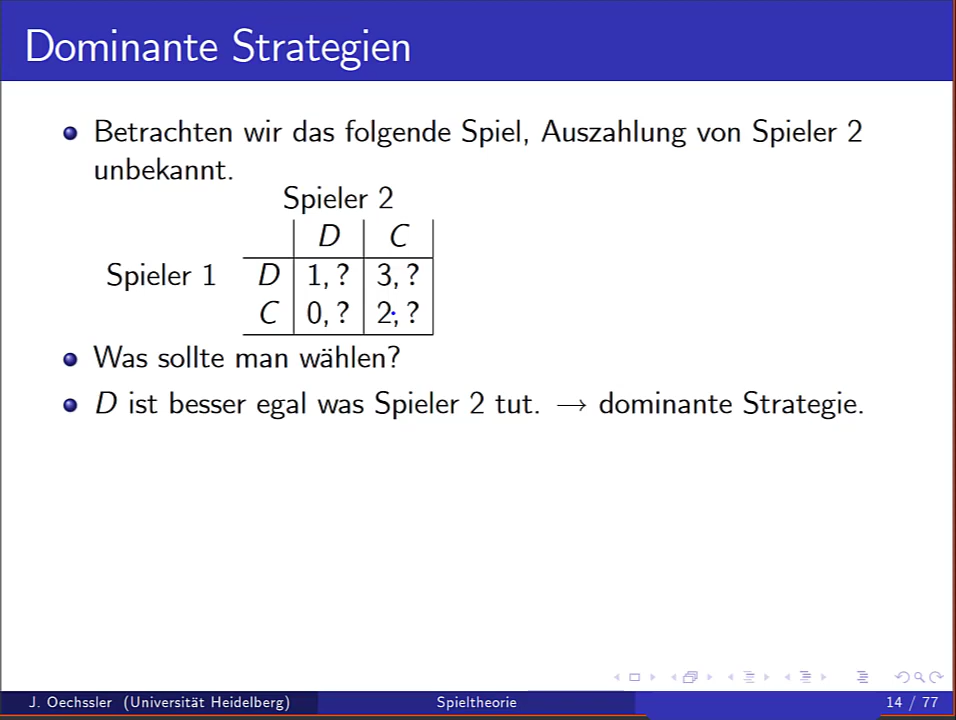 Dominante Strategien
Betrachten wir das folgende Spiel, Auszahlung von Spieler 2
unbekannt.
Spieler 2
D C
Spieler 1 D 1, ? 3, ?
C 0, ? 2, ?
Was sollte man wählen?
D ist besser egal was Spieler 2 tut. → dominante Strategie.
J. Oechssler (Universität Heidelberg) Spieltheorie 14 / 77